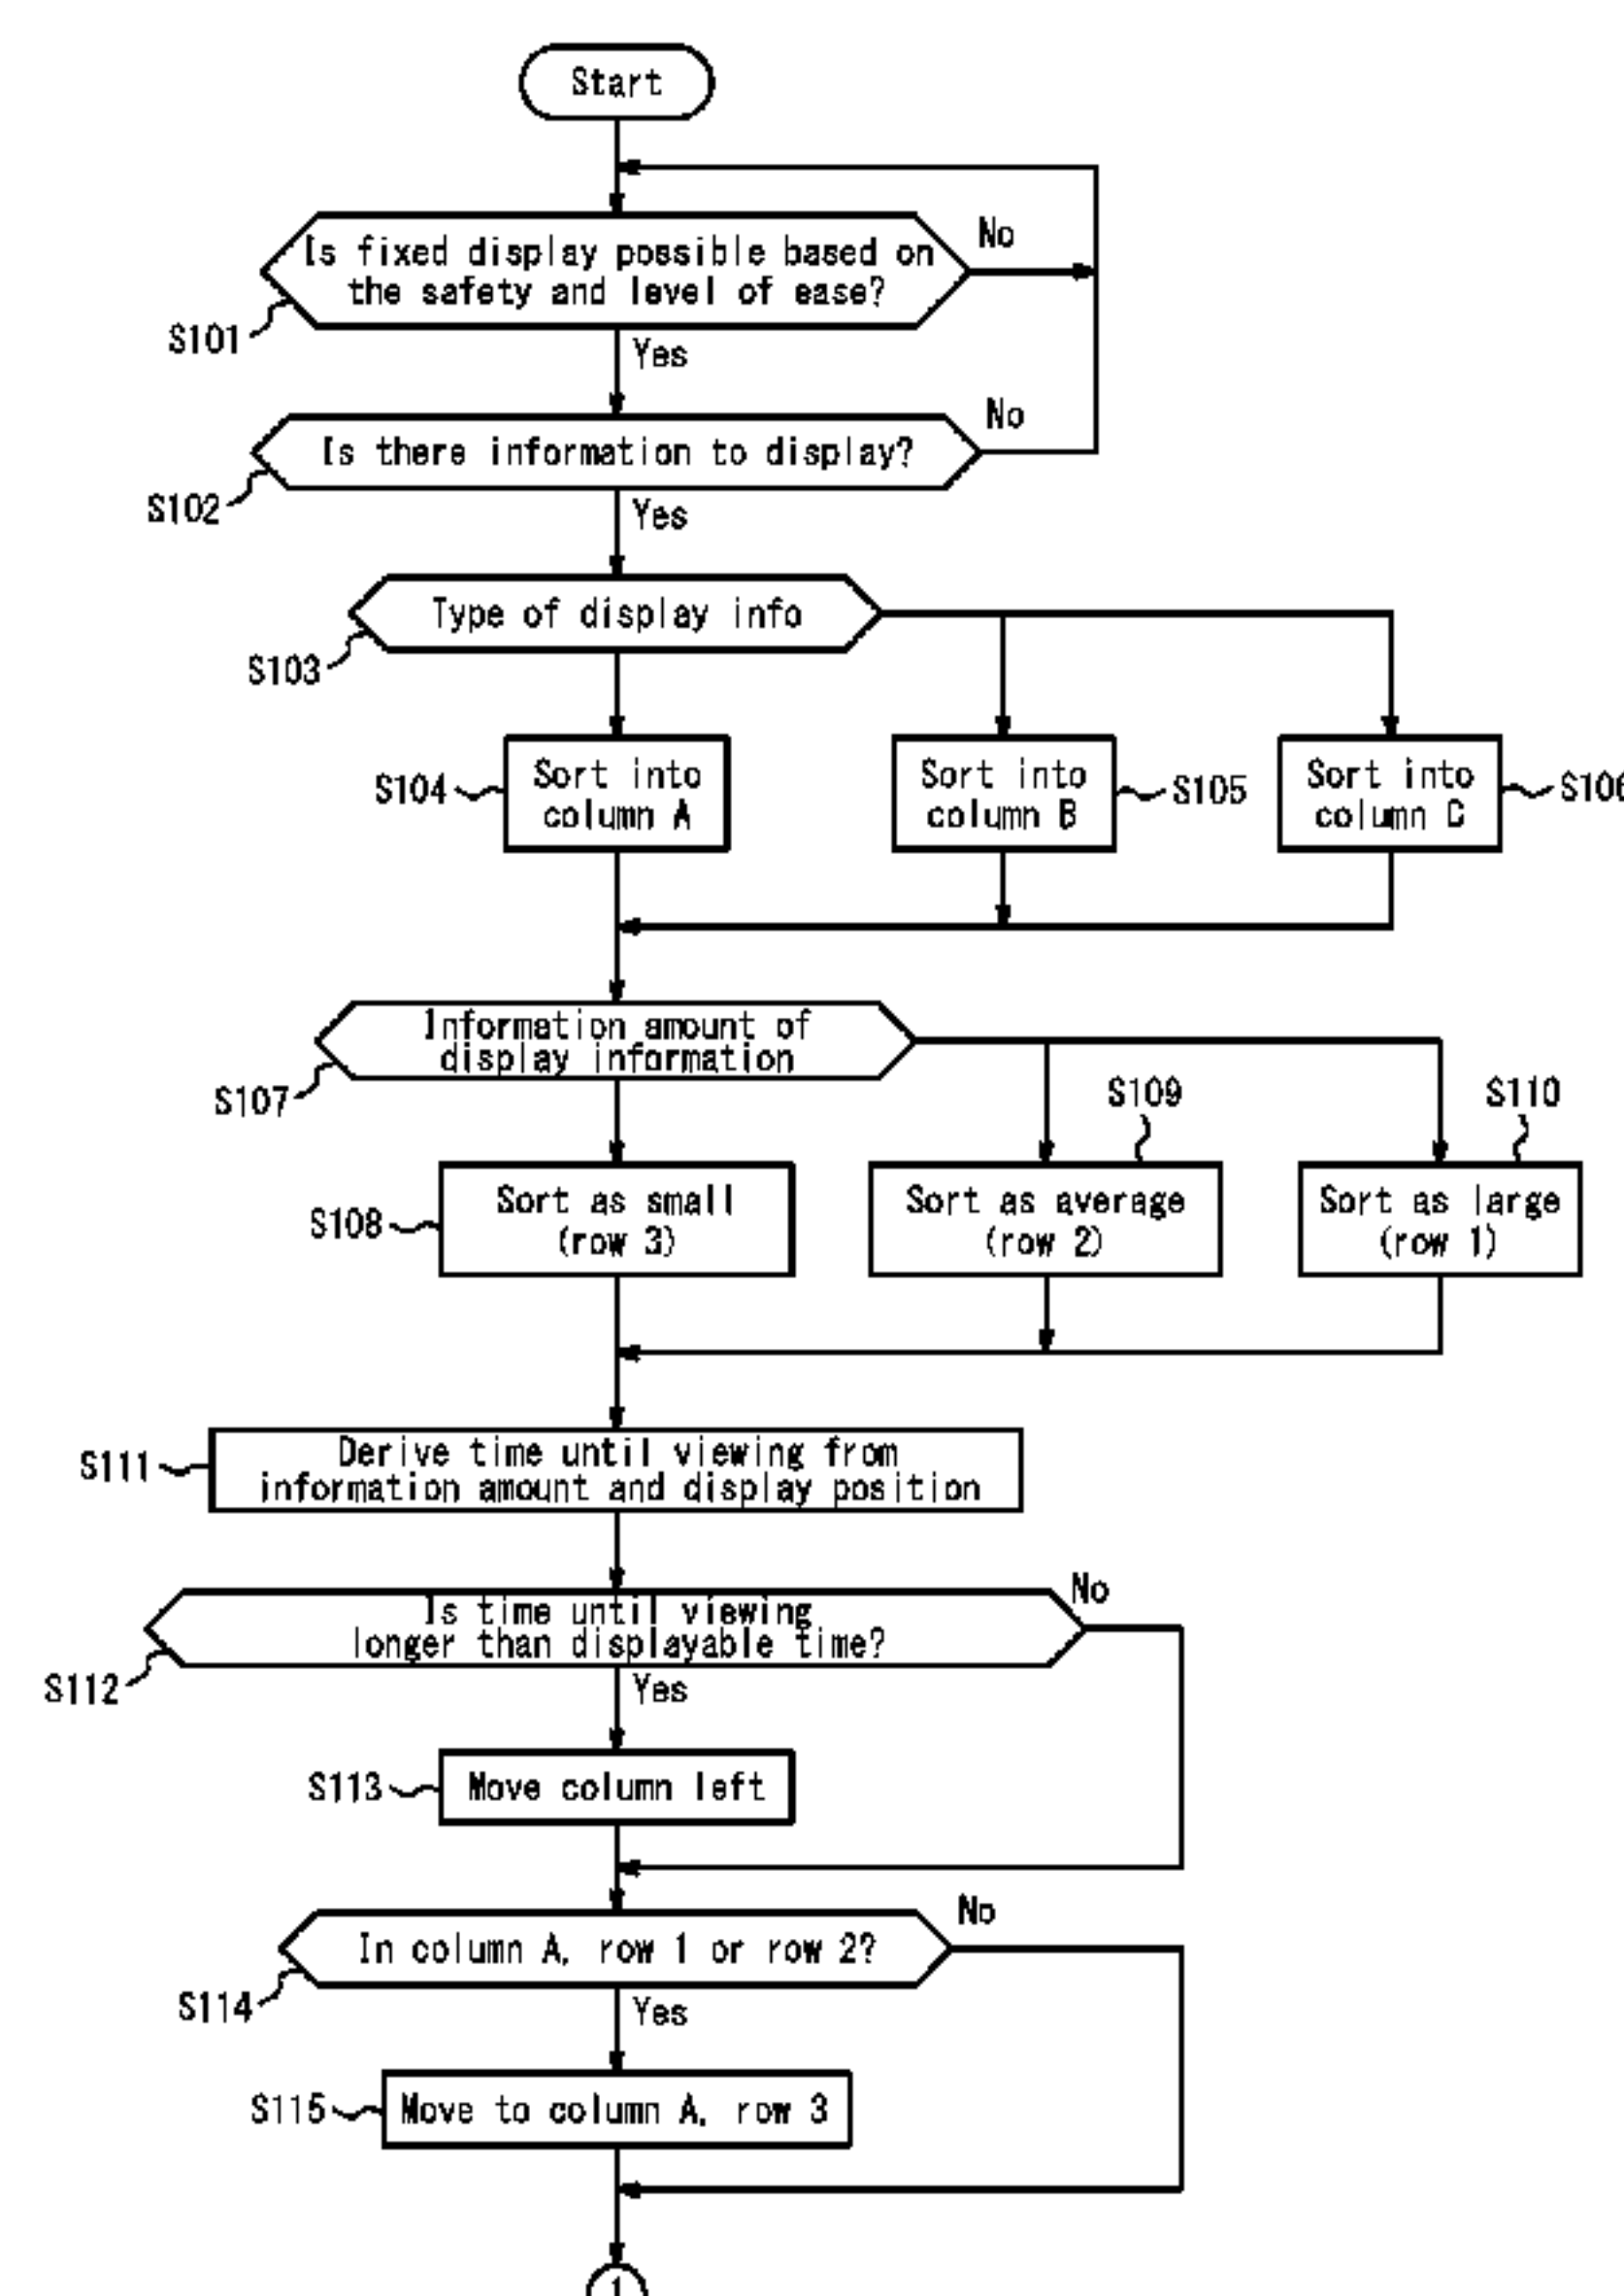 Start
Is fixed display possible based on
the safety and level of ease?
No
S101
Yes
Is there information to display?
No
S102
Yes
Type of display info
S103
Sort into
column A
S104
Sort into
column B
S105
Sort into
column C
S106
Information amount of
display information
S107
S109
S110
Sort as small
(row 3)
S108
Sort as average
(row 2)
Sort as large
(row 1)
Derive time until viewing from
information amount and display position
S111
Is time until viewing
longer than displayable time?
No
S112
Yes
S113
Move column left
No
In column A, row 1 or row 2?
S114
Yes
S115
Move to column A, row 3
1